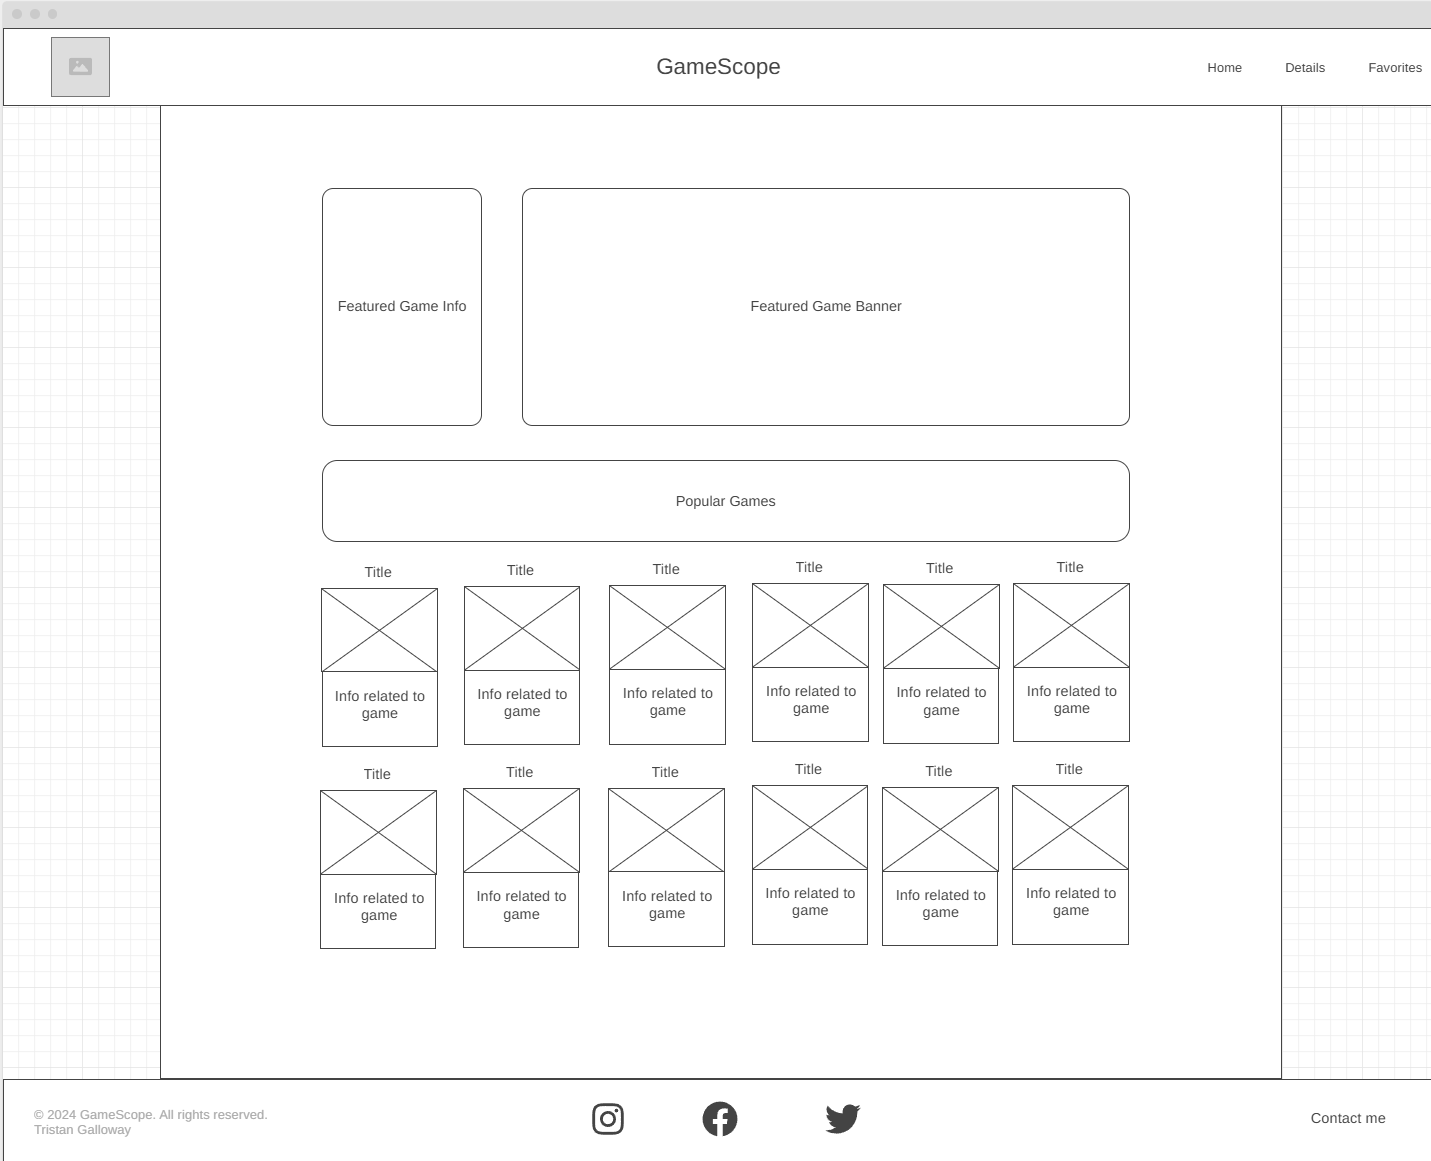 GameScope
Home
Details
Favorites
Featured Game Info
Featured Game Banner
Popular Games
Title
Title
Title
Title
Title
Title
Info related to
game
Info related to
game
Info related to
game
Info related to
game
Info related to
game
Info related to
game
Title
Title
Title
Title
Title
Title
Info related to
game
Info related to
game
Info related to
game
Info related to
game
Info related to
game
Info related to
game
© 2024 GameScope. All rights reserved.
Tristan Galloway
Contact me